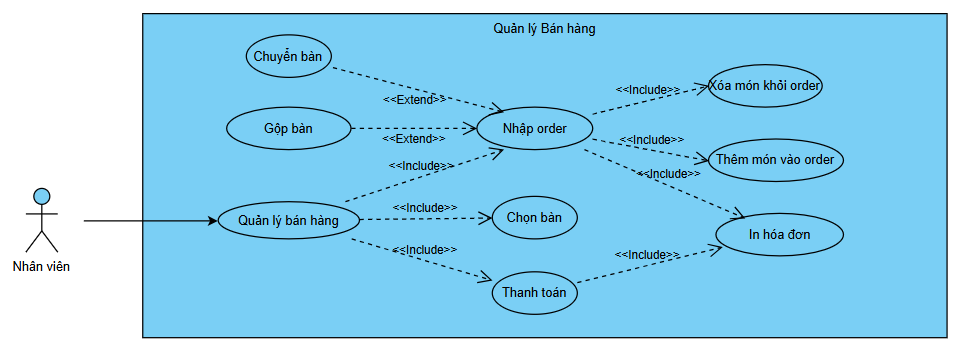 Quản lý Bán hàng
Chuyển bàn
<<Extend>>
Gộp bàn
<<Extend>>
Nhập order
<<Include>>
Xóa món khỏi order
<<Include>>
Thêm món vào order
<<Include>>
<<Include>>
Quản lý bán hàng
<<Include>>
Chọn bàn
In hóa đơn
<<Include>>
<<Include>>
Thanh toán
Nhân viên